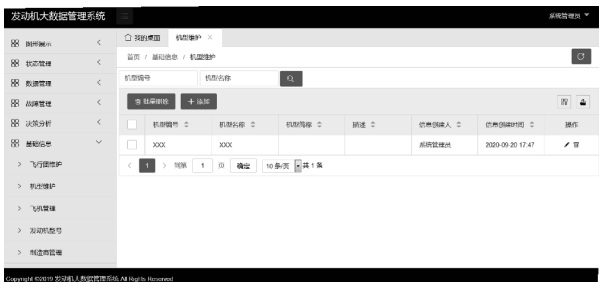 发动机大数据管理系统
系统管理员
图形展示
状态管理
数据管理
故障管理
决策分析
基础信息
飞行团维护
机型维护
飞机管理
发动机型号
制造商管理
我的桌面 机型维护 ×
首页 / 基础信息 / 机型维护
机型编号 机型名称
批量删除 + 添加
机型编号 机型名称 机型简称 描述 信息创建人 信息创建时间 操作
XXX XXX 系统管理员 2020-09-20 17:47
< 1 > 到第 1 页 确定 10 条/页 共 1 条
Copyright ©2019 发动机大数据管理系统 All Rights Reserved